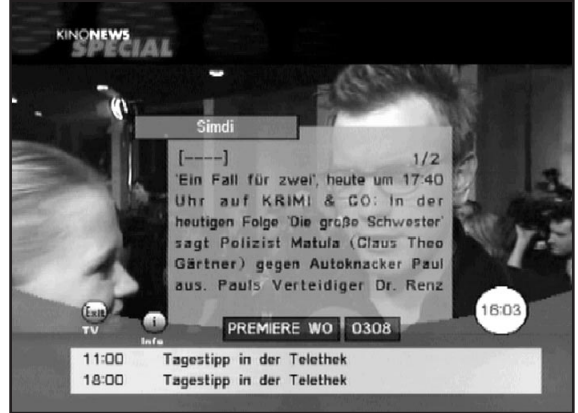 KINONEWS
SPECIAL
Simdi
[----] 1/2
'Ein Fall für zwei', heute um 17:40
Uhr auf KRIMI & CO: In der
heutigen Folge 'Die große Schwester'
sagt Polizist Matula (Claus Theo
Gärtner) gegen Autoknacker Paul
aus. Pauls Verteidiger Dr. Renz
Exit
TV
i
Info
PREMIERE WO 0308
16:03
11:00 Tagestipp in der Telethek
18:00 Tagestipp in der Telethek